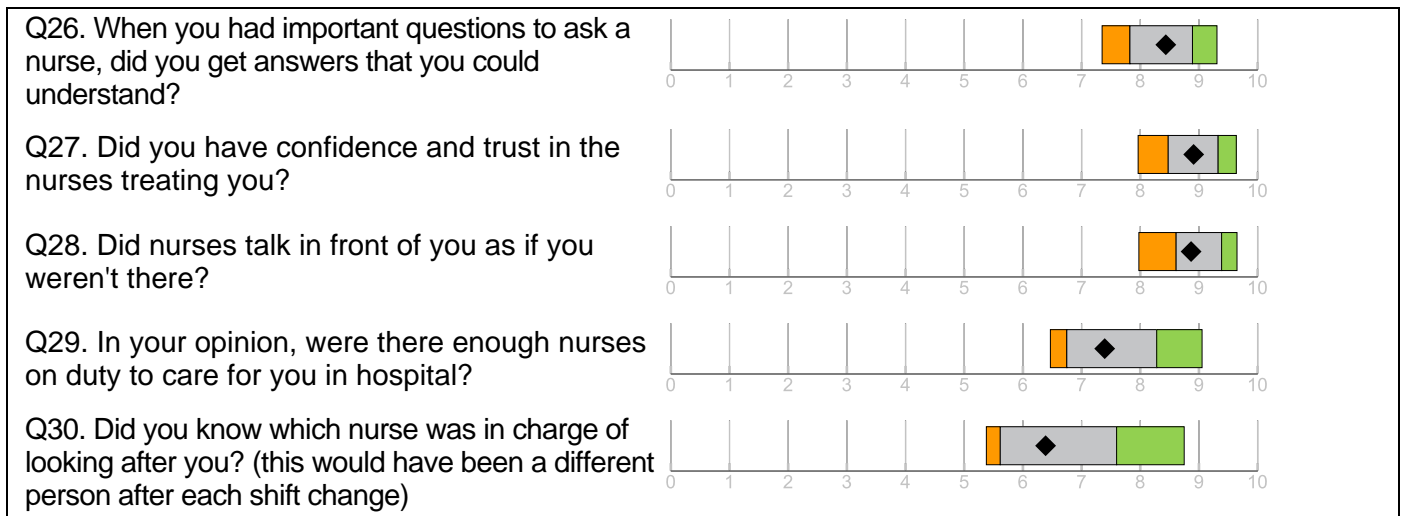 Q26. When you had important questions to ask a
nurse, did you get answers that you could
understand?
0 1 2 3 4 5 6 7 8 9 10
Q27. Did you have confidence and trust in the
nurses treating you?
0 1 2 3 4 5 6 7 8 9 10
Q28. Did nurses talk in front of you as if you
weren't there?
0 1 2 3 4 5 6 7 8 9 10
Q29. In your opinion, were there enough nurses
on duty to care for you in hospital?
0 1 2 3 4 5 6 7 8 9 10
Q30. Did you know which nurse was in charge of
looking after you? (this would have been a different
person after each shift change)
0 1 2 3 4 5 6 7 8 9 10